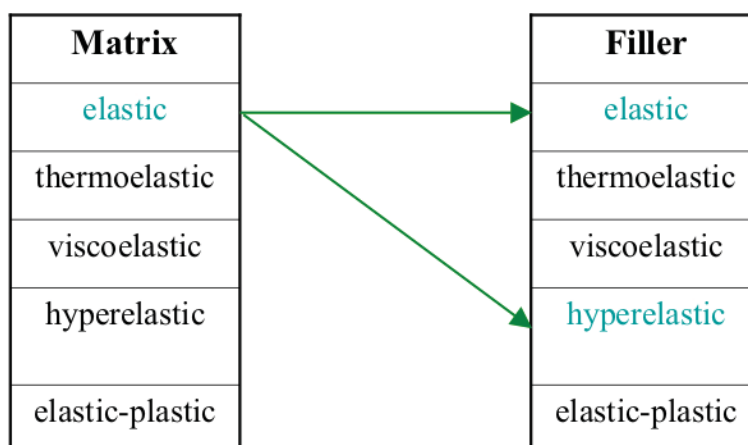 Matrix
elastic
thermoelastic
viscoelastic
hyperelastic
elastic-plastic
Filler
elastic
thermoelastic
viscoelastic
hyperelastic
elastic-plastic